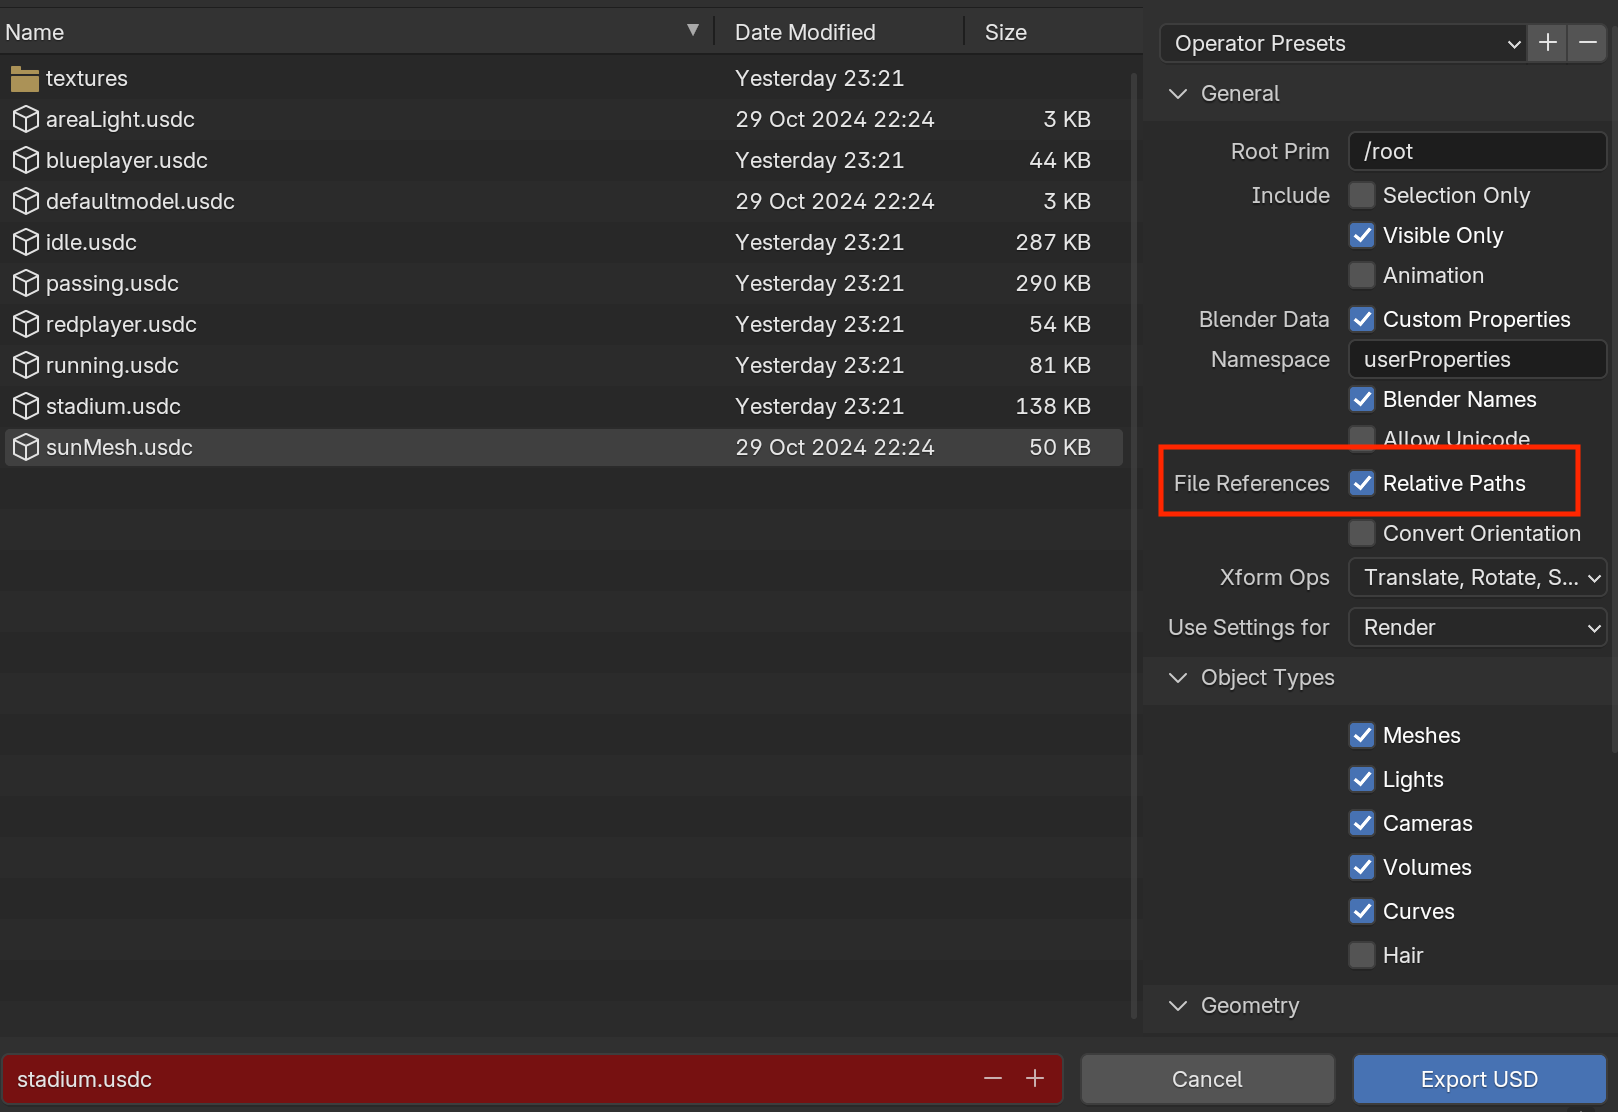 Name Date Modified Size
textures Yesterday 23:21
areaLight.usdc 29 Oct 2024 22:24 3 KB
blueplayer.usdc Yesterday 23:21 44 KB
defaultmodel.usdc 29 Oct 2024 22:24 3 KB
idle.usdc Yesterday 23:21 287 KB
passing.usdc Yesterday 23:21 290 KB
redplayer.usdc Yesterday 23:21 54 KB
running.usdc Yesterday 23:21 81 KB
stadium.usdc Yesterday 23:21 138 KB
sunMesh.usdc 29 Oct 2024 22:24 50 KB
Operator Presets
General
Root Prim /root
Include Selection Only
Visible Only
Animation
Blender Data Custom Properties
Namespace userProperties
Blender Names
Allow Unicode
File References Relative Paths
Convert Orientation
Xform Ops Translate, Rotate, S...
Use Settings for Render
Object Types
Meshes
Lights
Cameras
Volumes
Curves
Hair
Geometry
stadium.usdc
Cancel
Export USD